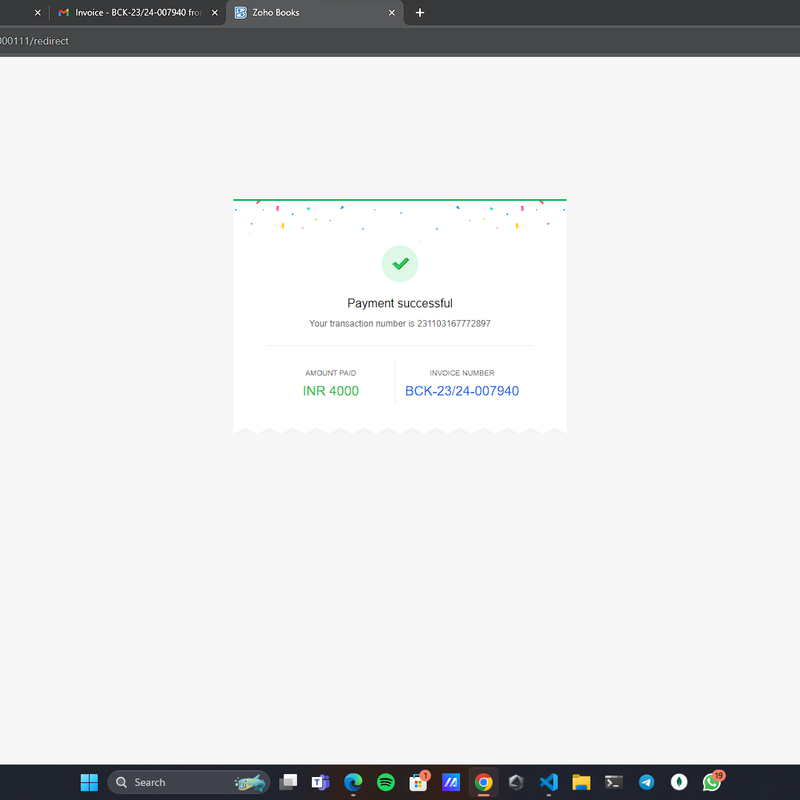 Invoice - BCK-23/24-007940 fro
Zoho Books
000111/redirect
Payment successful
Your transaction number is 231103167772897
AMOUNT PAID
INVOICE NUMBER
INR 4000
BCK-23/24-007940
Search
1
19